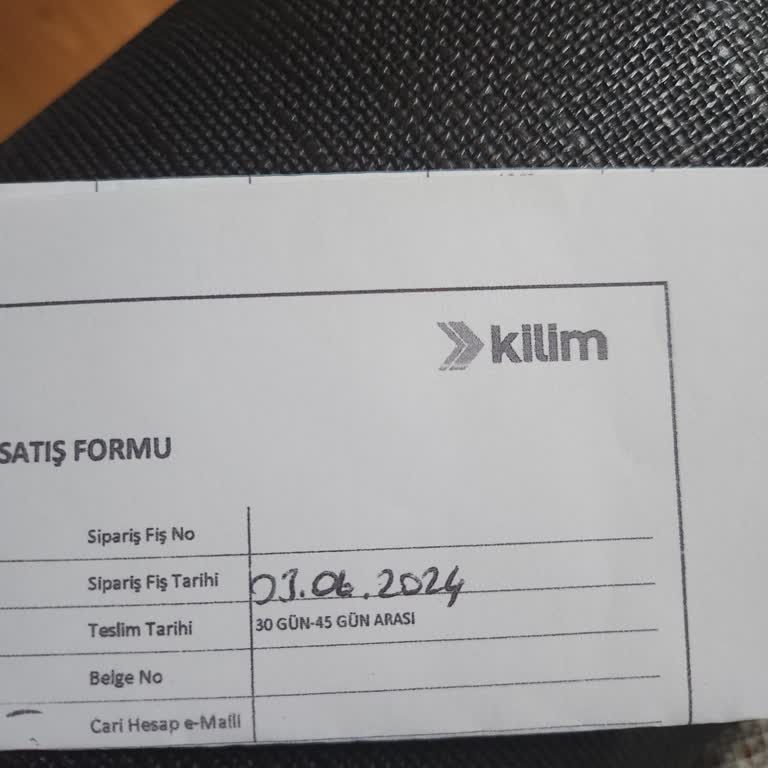 kilim
SATIŞ FORMU
Sipariş Fiş No
Sipariş Fiş Tarihi 03.06.2024
Teslim Tarihi 30 GÜN-45 GÜN ARASI
Belge No
Cari Hesap e-Maili